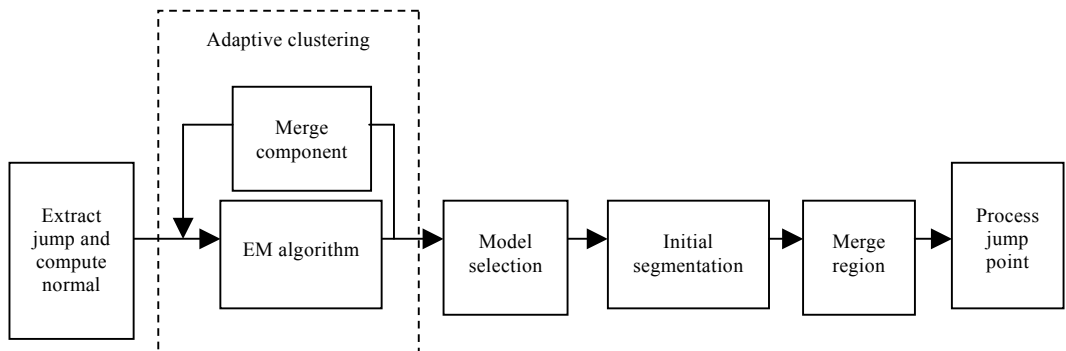 Adaptive clustering
Merge
component
Extract
jump and
compute
normal
EM algorithm
Model
selection
Initial
segmentation
Merge
region
Process
jump
point